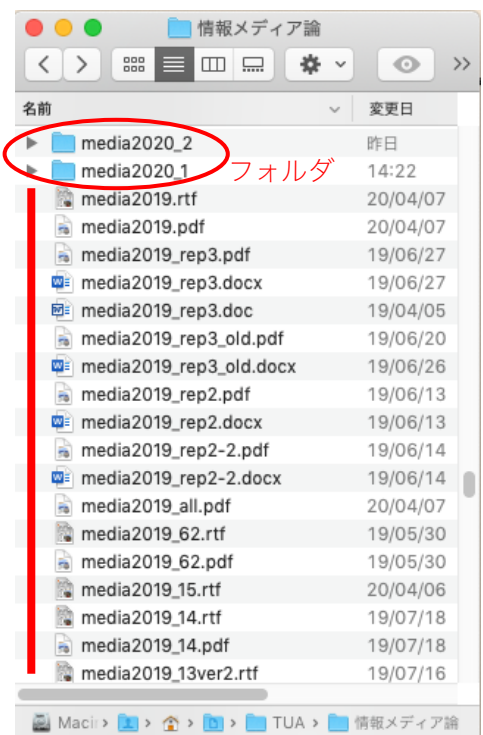 情報メディア論
名前 変更日
media2020_2 昨日
media2020_1 14:22
フォルダ
media2019.rtf 20/04/07
media2019.pdf 20/04/07
media2019_rep3.pdf 19/06/27
media2019_rep3.docx 19/06/27
media2019_rep3.doc 19/04/05
media2019_rep3_old.pdf 19/06/20
media2019_rep3_old.docx 19/06/26
media2019_rep2.pdf 19/06/13
media2019_rep2.docx 19/06/13
media2019_rep2-2.pdf 19/06/14
media2019_rep2-2.docx 19/06/14
media2019_all.pdf 20/04/07
media2019_62.rtf 19/05/30
media2019_62.pdf 19/05/30
media2019_15.rtf 20/04/06
media2019_14.rtf 19/07/18
media2019_14.pdf 19/07/18
media2019_13ver2.rtf 19/07/16
TUA 情報メディア論